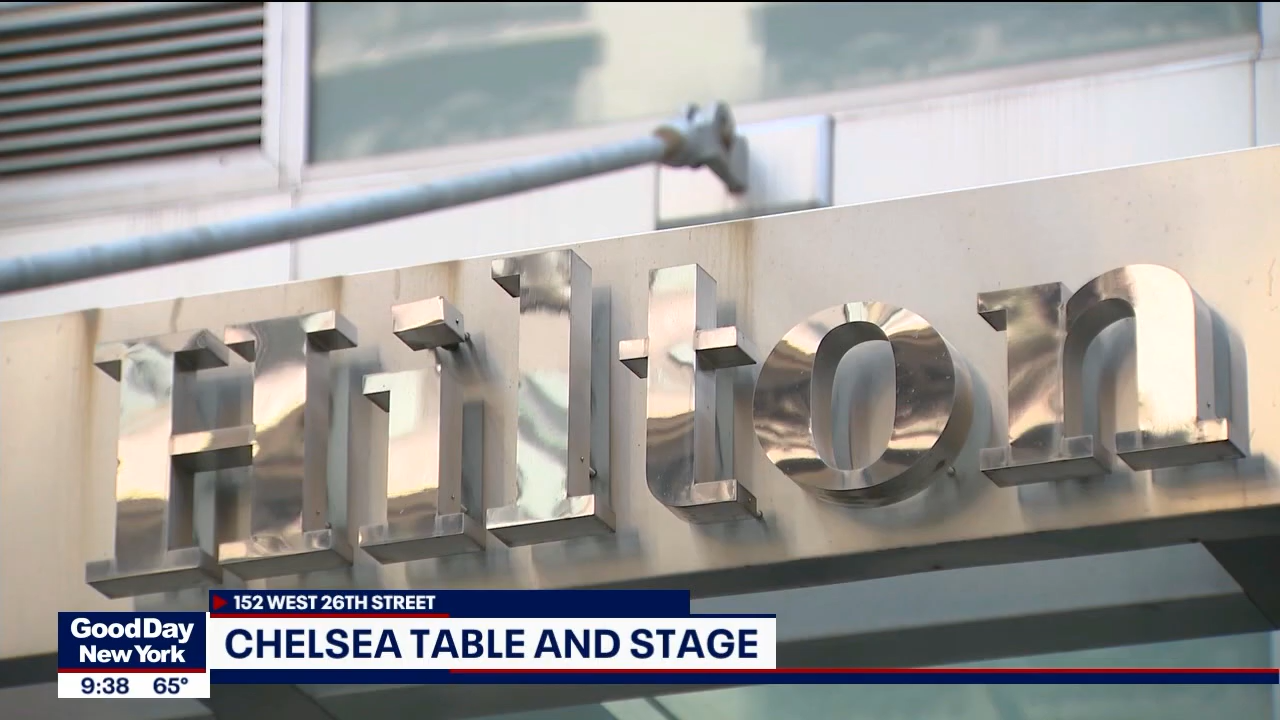 Hilton
152 WEST 26TH STREET
CHELSEA TABLE AND STAGE
GoodDay
New York
9:38 65°